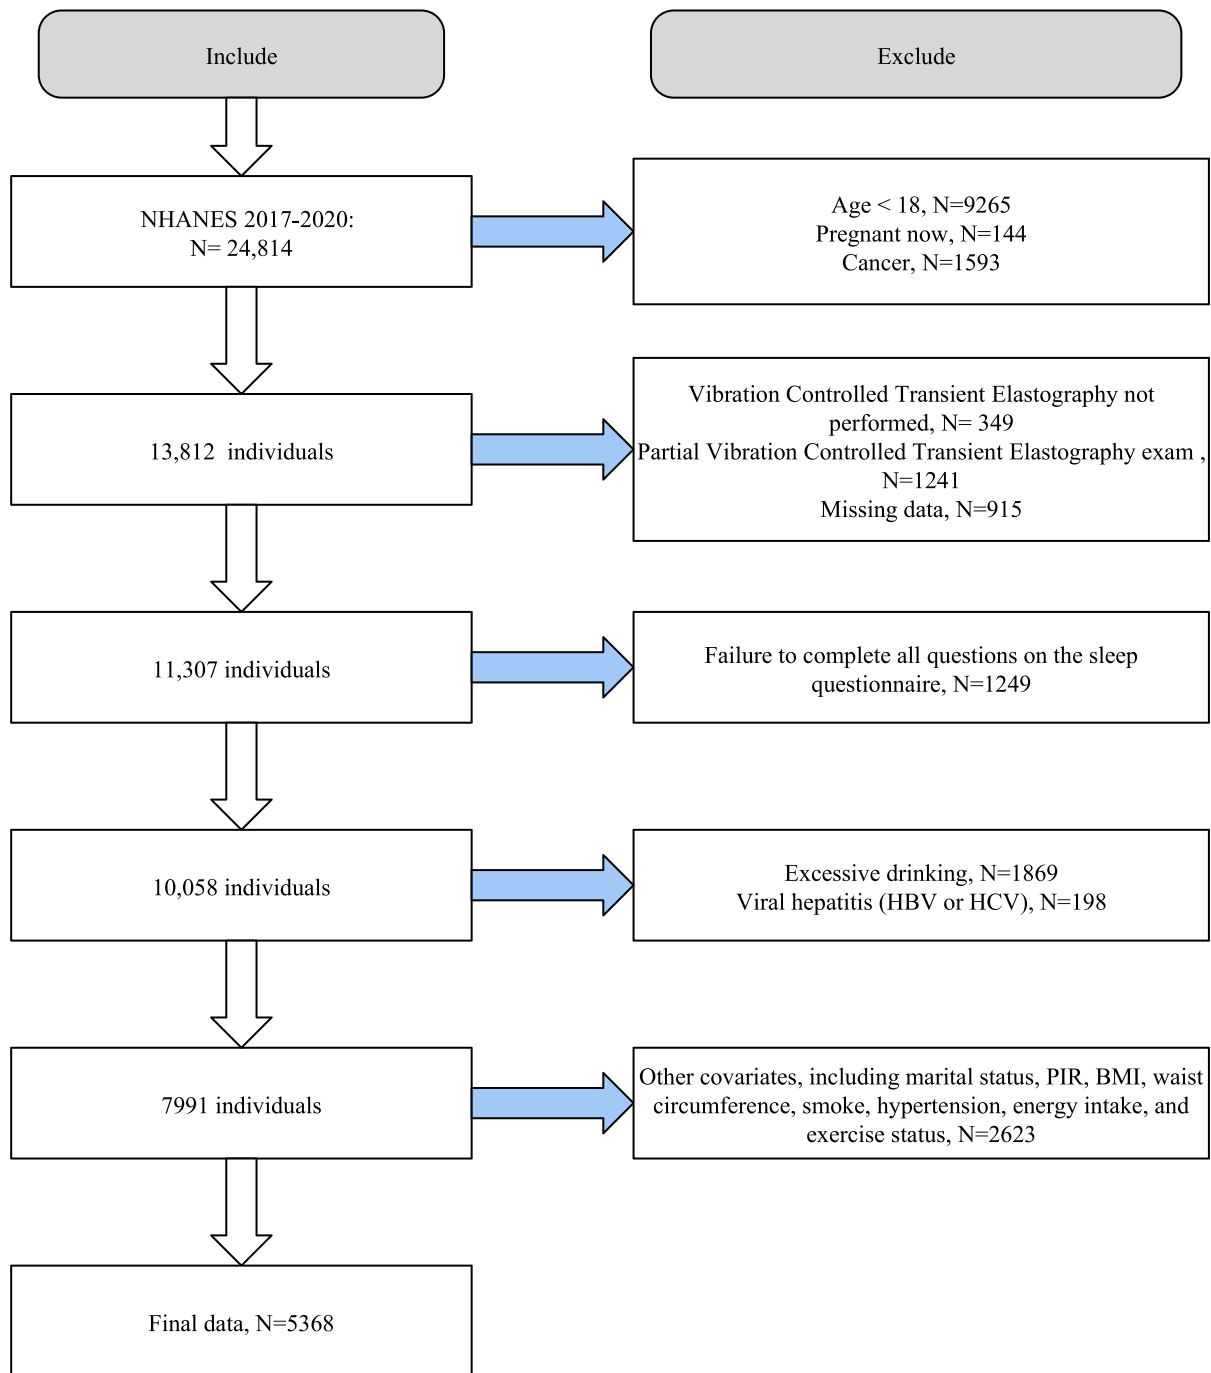 Include
Exclude
NHANES 2017-2020:
N= 24,814
Age < 18, N=9265
Pregnant now, N=144
Cancer, N=1593
13,812 individuals
Vibration Controlled Transient Elastography not
performed, N= 349
Partial Vibration Controlled Transient Elastography exam ,
N=1241
Missing data, N=915
11,307 individuals
Failure to complete all questions on the sleep
questionnaire, N=1249
10,058 individuals
Excessive drinking, N=1869
Viral hepatitis (HBV or HCV), N=198
7991 individuals
Other covariates, including marital status, PIR, BMI, waist
circumference, smoke, hypertension, energy intake, and
exercise status, N=2623
Final data, N=5368